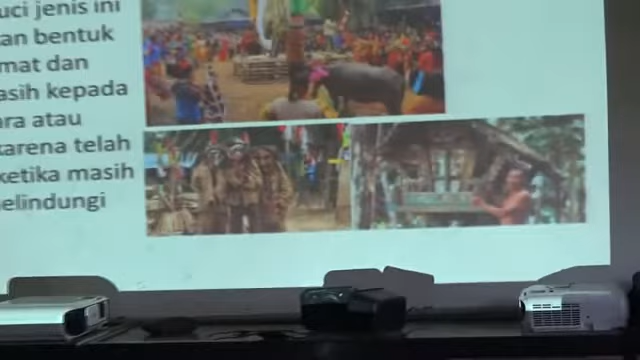 uci jenis ini
an bentuk
mat dan
asih kepada
ara atau
karena telah
ketika masih
elindungi